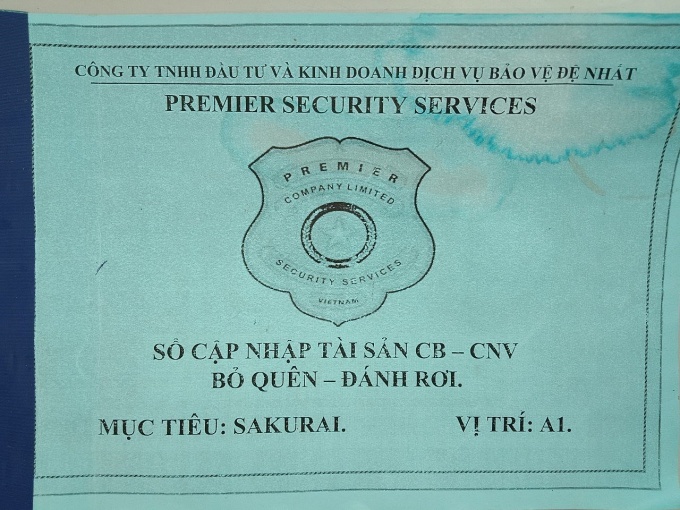 CÔNG TY TNHH ĐẦU TƯ VÀ KINH DOANH DỊCH VỤ BẢO VỆ ĐỆ NHẤT
PREMIER SECURITY SERVICES
PREMIER
COMPANY LIMITED
SECURITY SERVICES
VIETNAM
SỔ CẬP NHẬP TÀI SẢN CB – CNV
BỎ QUÊN – ĐÁNH RƠI.
MỤC TIÊU: SAKURAI. VỊ TRÍ: A1.